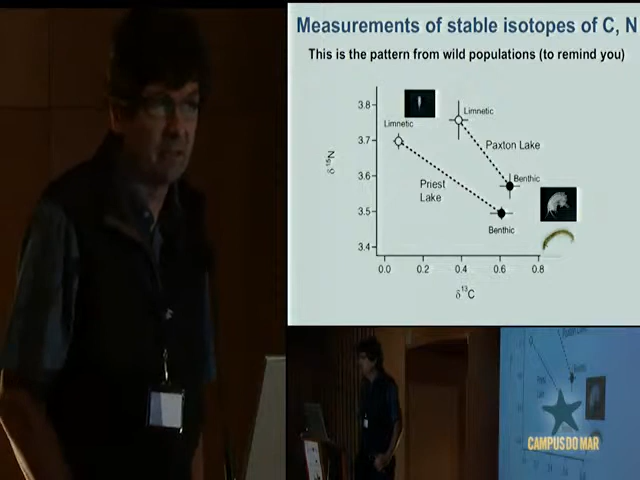 Measurements of stable isotopes of C, N
This is the pattern from wild populations (to remind you)
3.8
Limnetic
Limnetic
3.7
Paxton Lake
δ15N
3.6
Benthic
Priest
Lake
3.5
Benthic
3.4
0.0 0.2 0.4 0.6 0.8
δ13C
CAMPUS DO MAR